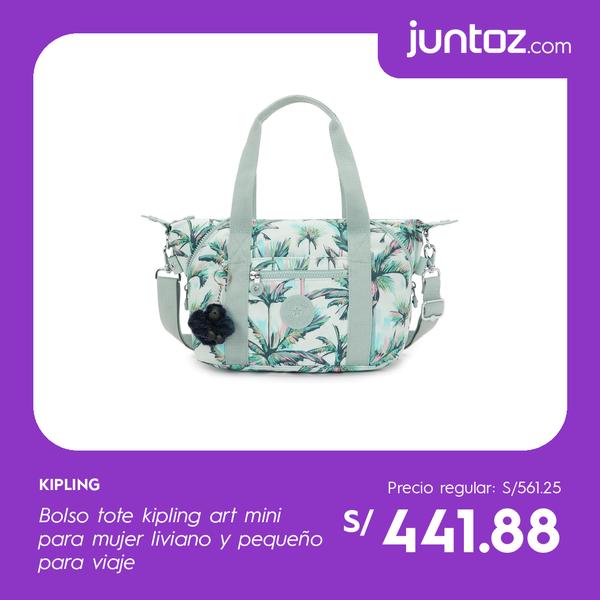 juntoz.com
KIPLING
Bolso tote kipling art mini
para mujer liviano y pequeño
para viaje
Precio regular: S/561.25
S/ 441.88